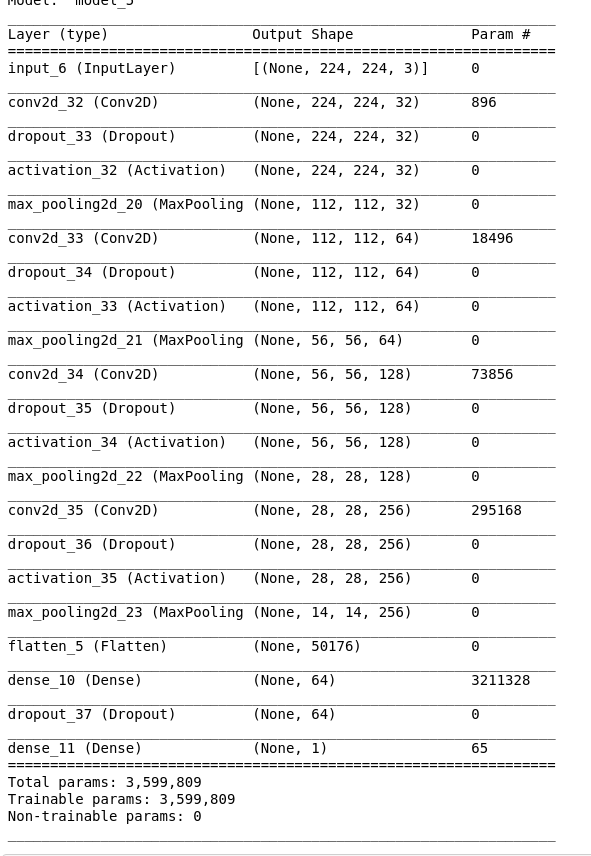 Model: "model_5"
Layer (type) Output Shape Param #
input_6 (InputLayer) [(None, 224, 224, 3)] 0
conv2d_32 (Conv2D) (None, 224, 224, 32) 896
dropout_33 (Dropout) (None, 224, 224, 32) 0
activation_32 (Activation) (None, 224, 224, 32) 0
max_pooling2d_20 (MaxPooling (None, 112, 112, 32) 0
conv2d_33 (Conv2D) (None, 112, 112, 64) 18496
dropout_34 (Dropout) (None, 112, 112, 64) 0
activation_33 (Activation) (None, 112, 112, 64) 0
max_pooling2d_21 (MaxPooling (None, 56, 56, 64) 0
conv2d_34 (Conv2D) (None, 56, 56, 128) 73856
dropout_35 (Dropout) (None, 56, 56, 128) 0
activation_34 (Activation) (None, 56, 56, 128) 0
max_pooling2d_22 (MaxPooling (None, 28, 28, 128) 0
conv2d_35 (Conv2D) (None, 28, 28, 256) 295168
dropout_36 (Dropout) (None, 28, 28, 256) 0
activation_35 (Activation) (None, 28, 28, 256) 0
max_pooling2d_23 (MaxPooling (None, 14, 14, 256) 0
flatten_5 (Flatten) (None, 50176) 0
dense_10 (Dense) (None, 64) 3211328
dropout_37 (Dropout) (None, 64) 0
dense_11 (Dense) (None, 1) 65
Total params: 3,599,809
Trainable params: 3,599,809
Non-trainable params: 0